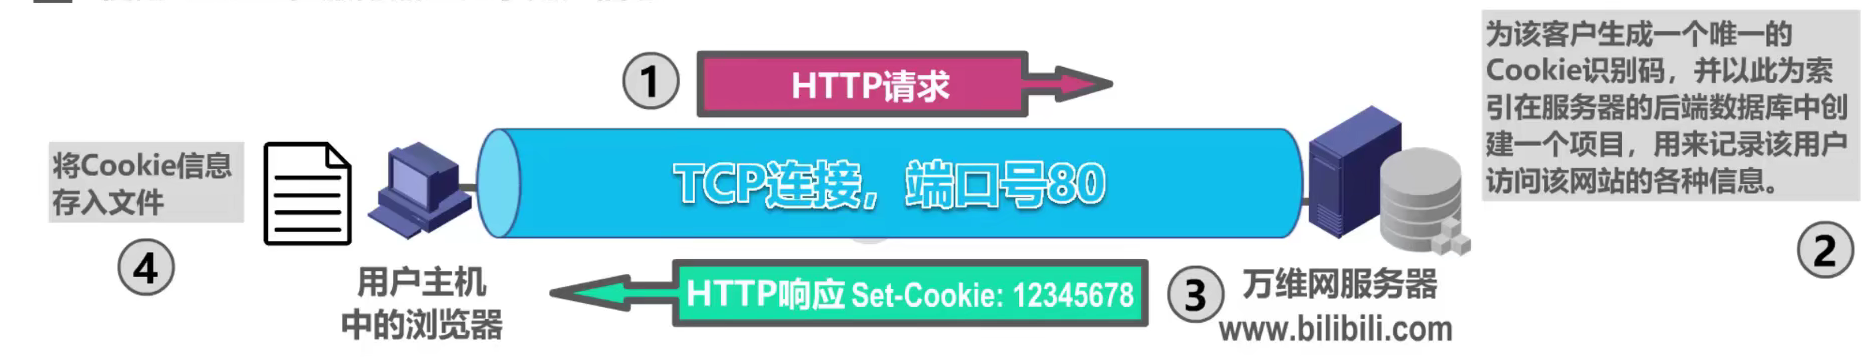 ①
HTTP请求
为该客户生成一个唯一的
Cookie识别码，并以此为索
引在服务器的后端数据库中创
建一个项目，用来记录该用户
访问该网站的各种信息。
②
将Cookie信息
存入文件
④
TCP连接，端口号80
用户主机
中的浏览器
HTTP响应 Set-Cookie: 12345678
③
万维网服务器
www.bilibili.com